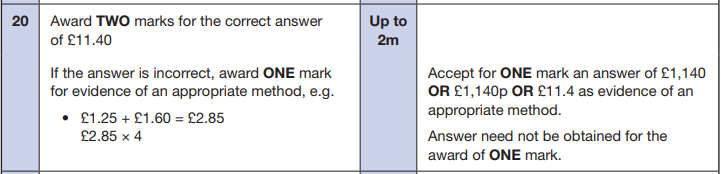 20
Award TWO marks for the correct answer
of £11.40
Up to
2m
If the answer is incorrect, award ONE mark
for evidence of an appropriate method, e.g.
• £1.25 + £1.60 = £2.85
£2.85 × 4
Accept for ONE mark an answer of £1,140
OR £1,140p OR £11.4 as evidence of an
appropriate method.
Answer need not be obtained for the
award of ONE mark.